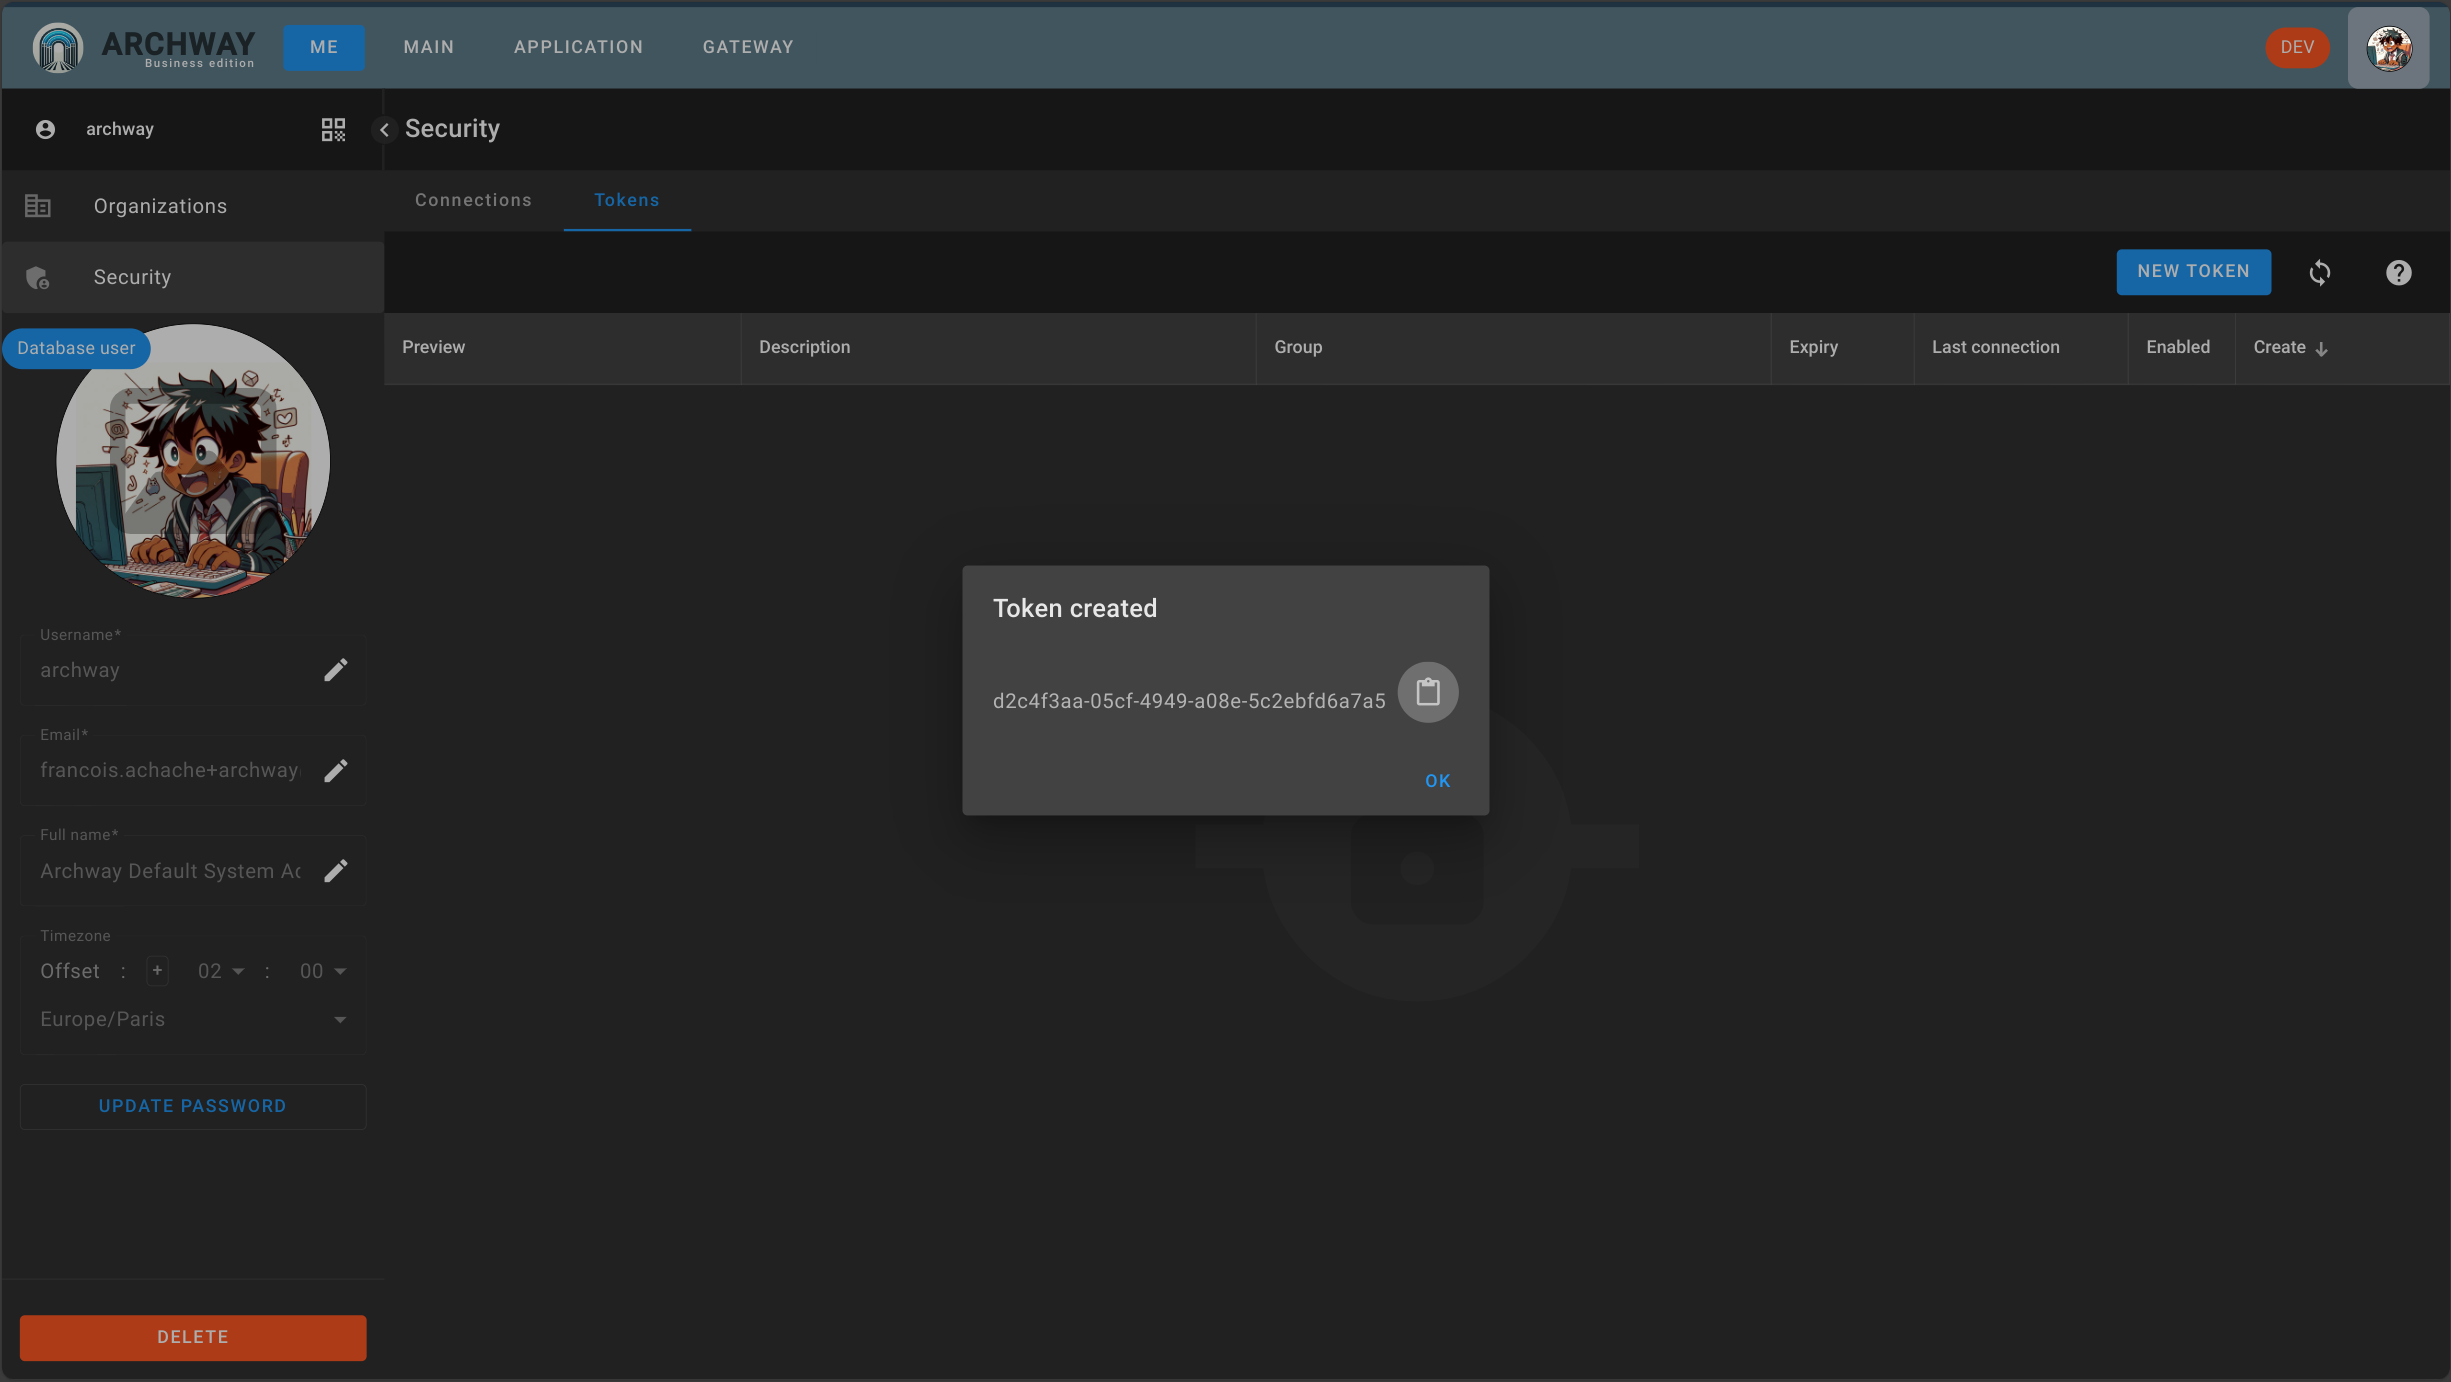 ARCHWAY
Business edition
ME
MAIN
APPLICATION
GATEWAY
DEV
archway
Security
Organizations
Security
Connections
Tokens
NEW TOKEN
Database user
Preview
Description
Group
Expiry
Last connection
Enabled
Create
Token created
d2c4f3aa-05cf-4949-a08e-5c2ebfd6a7a5
OK
Username*
archway
Email*
francois.achache+archway
Full name*
Archway Default System Ac
Timezone
Offset : + 02 : 00
Europe/Paris
UPDATE PASSWORD
DELETE